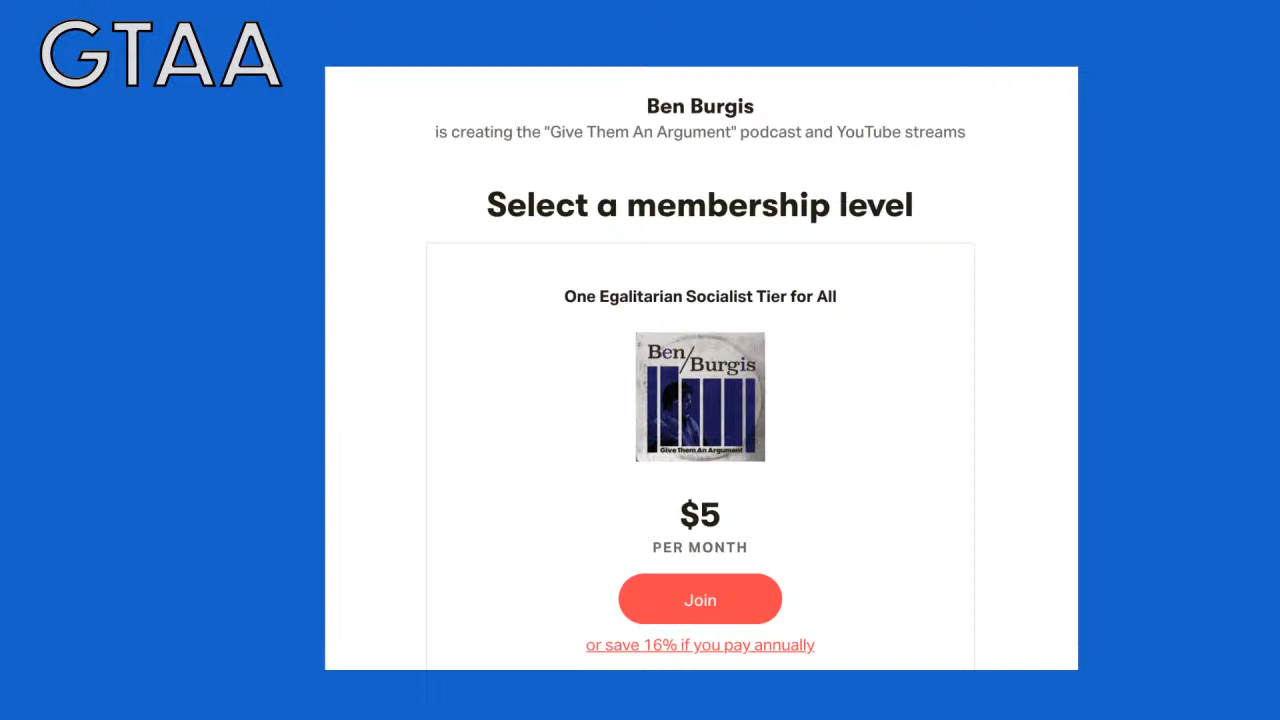 GTAA
Ben Burgis
is creating the "Give Them An Argument" podcast and YouTube streams
Select a membership level
One Egalitarian Socialist Tier for All
Ben/Burgis
Give Them An Argument
$5
PER MONTH
Join
or save 16% if you pay annually